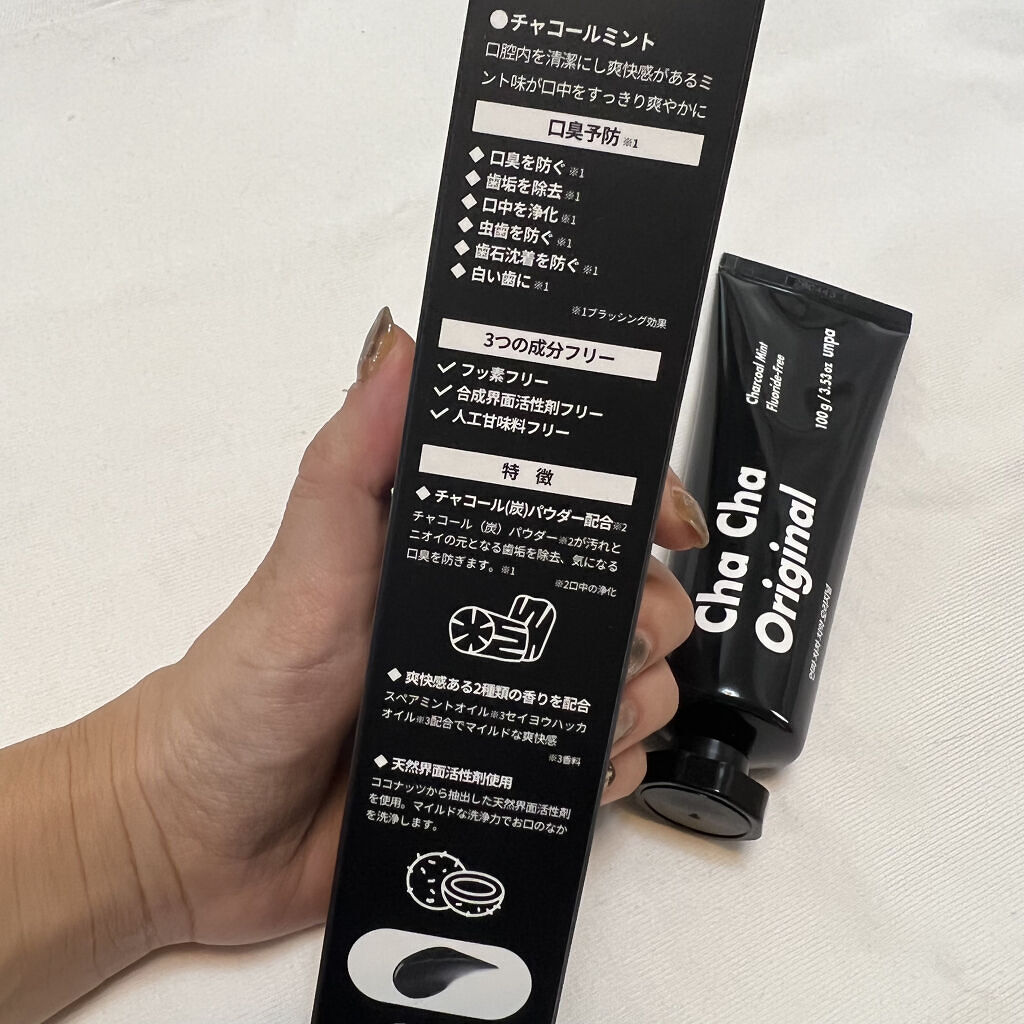 ●チャコールミント
口腔内を清潔にし爽快感があるミ
ント味が口中をすっきり爽やかに
口臭予防 ※1
◆ 口臭を防ぐ ※1
◆ 歯垢を除去 ※1
◆ 口中を浄化 ※1
◆ 虫歯を防ぐ ※1
◆ 歯石沈着を防ぐ ※1
◆ 白い歯に ※1
※1ブラッシング効果
3つの成分フリー
✓ フッ素フリー
✓ 合成界面活性剤フリー
✓ 人工甘味料フリー
特 徴
◆ チャコール(炭)パウダー配合※2
チャコール（炭）パウダー※2が汚れと
ニオイの元となる歯垢を除去、気になる
口臭を防ぎます。※1
※2口中の浄化
◆ 爽快感ある2種類の香りを配合
スペアミントオイル※3セイヨウハッカ
オイル※3配合でマイルドな爽快感
※3香料
◆ 天然界面活性剤使用
ココナッツから抽出した天然界面活性剤
を使用。マイルドな洗浄力でお口のなか
を洗浄します。
Cha Cha
Original
Charcoal Mint
Fluoride-Free
100g / 3.53oz unpa